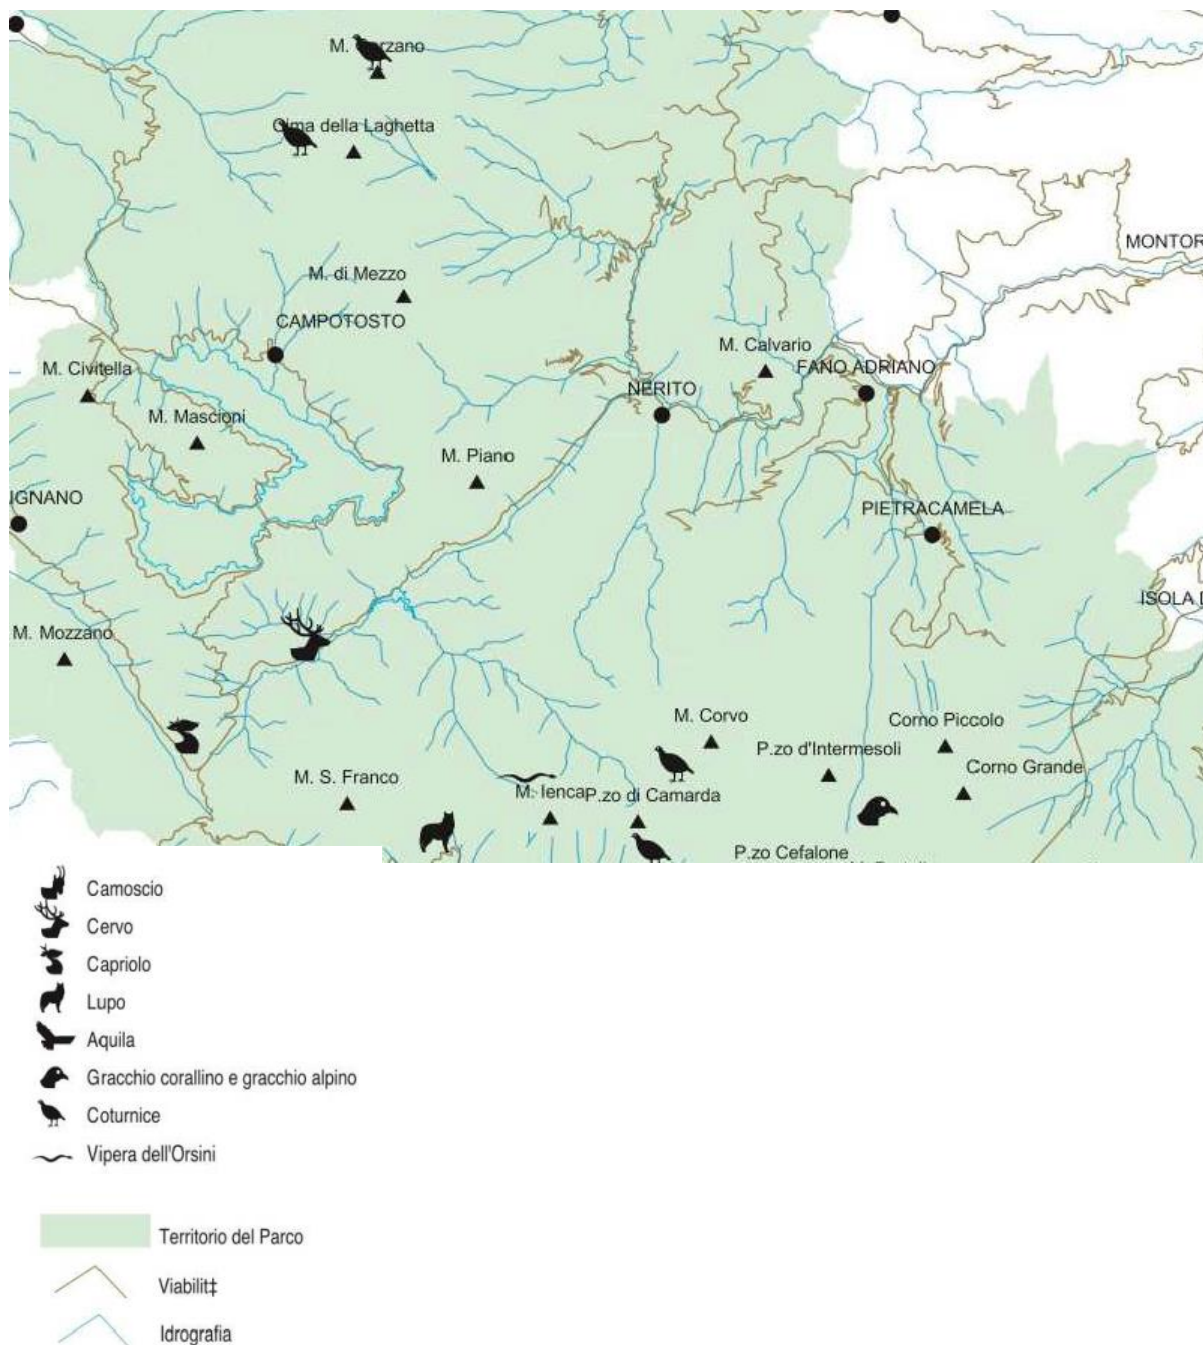 M. Gorzano
Cima della Laghetta
MONTOR
M. di Mezzo
CAMPOTOSTO
M. Calvario
FANO ADRIANO
M. Civitella
NERITO
M. Mascioni
M. Piano
IGNANO
PIETRACAMELA
ISOLA D
M. Mozzano
M. Corvo
Corno Piccolo
P.zo d'Intermesoli
Corno Grande
M. S. Franco
M. Ienca
P.zo di Camarda
P.zo Cefalone
Camoscio
Cervo
Capriolo
Lupo
Aquila
Gracchio corallino e gracchio alpino
Coturnice
Vipera dell'Orsini
Territorio del Parco
Viabilit‡
Idrografia